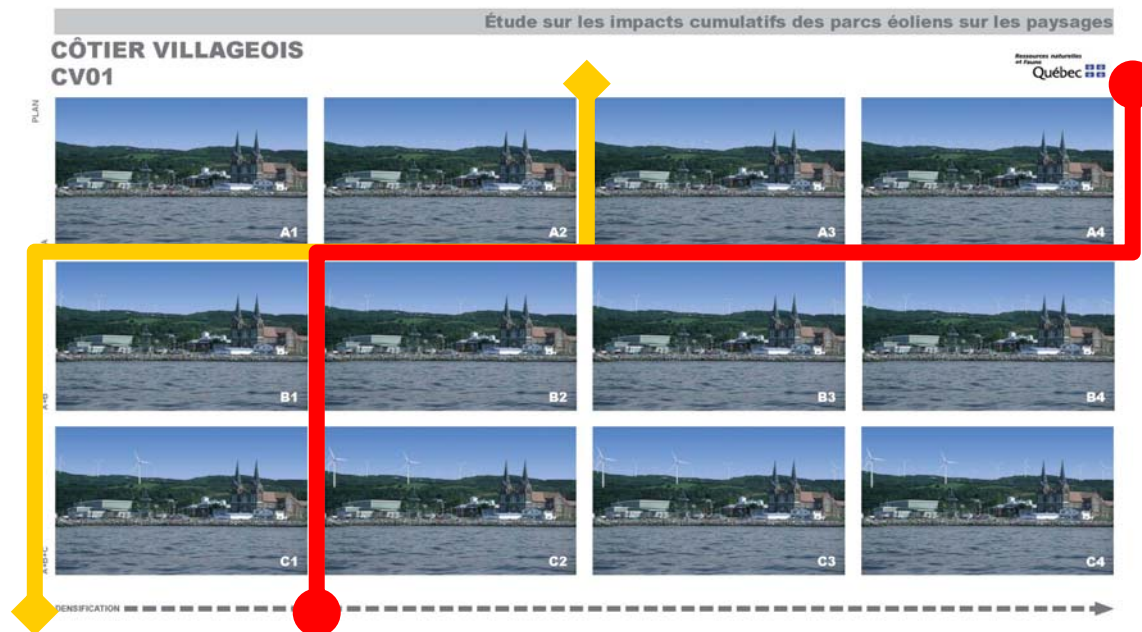 Étude sur les impacts cumulatifs des parcs éoliens sur les paysages
CÔTIER VILLAGEOIS
CV01
Ressources naturelles
et Faune
Québec
PLAN
A1
A2
A3
A4
A
B1
B2
B3
B4
A+B
C1
C2
C3
C4
A+B+C
DENSIFICATION